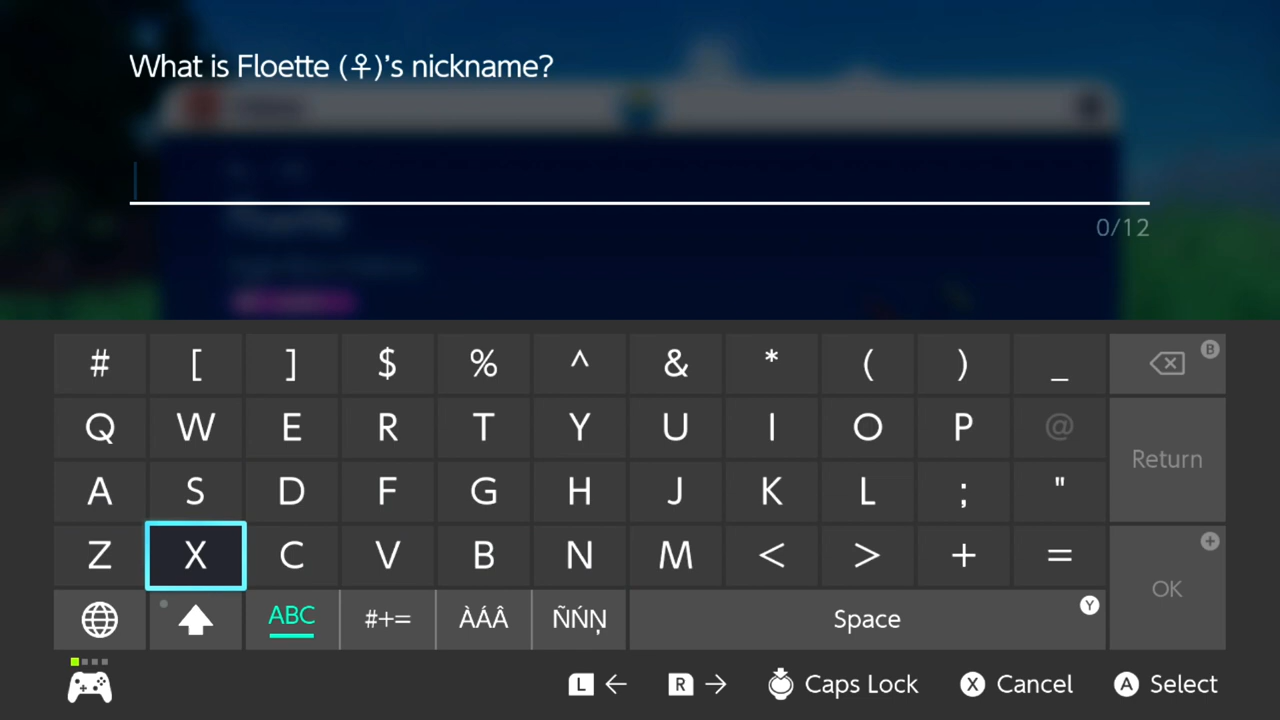 What is Floette (♀)'s nickname?
0/12
# [ ] $ % ^ & * ( ) _ B
Q W E R T Y U I O P @ Return
A S D F G H J K L ; "
Z X C V B N M < > + = + OK
ABC #+= ÀÁÂ ÑŃŅ Space Y
L ← R → Caps Lock X Cancel A Select